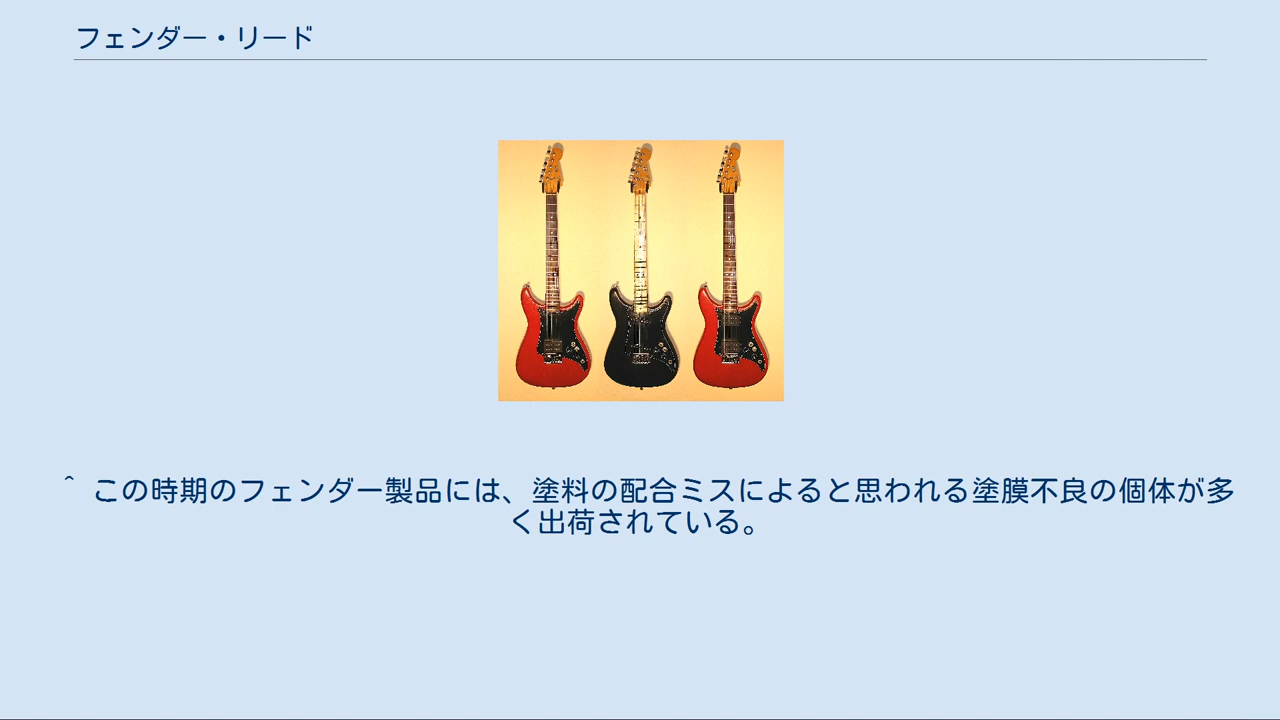 フェンダー・リード
^ この時期のフェンダー製品には、塗料の配合ミスによると思われる塗膜不良の個体が多
く出荷されている。